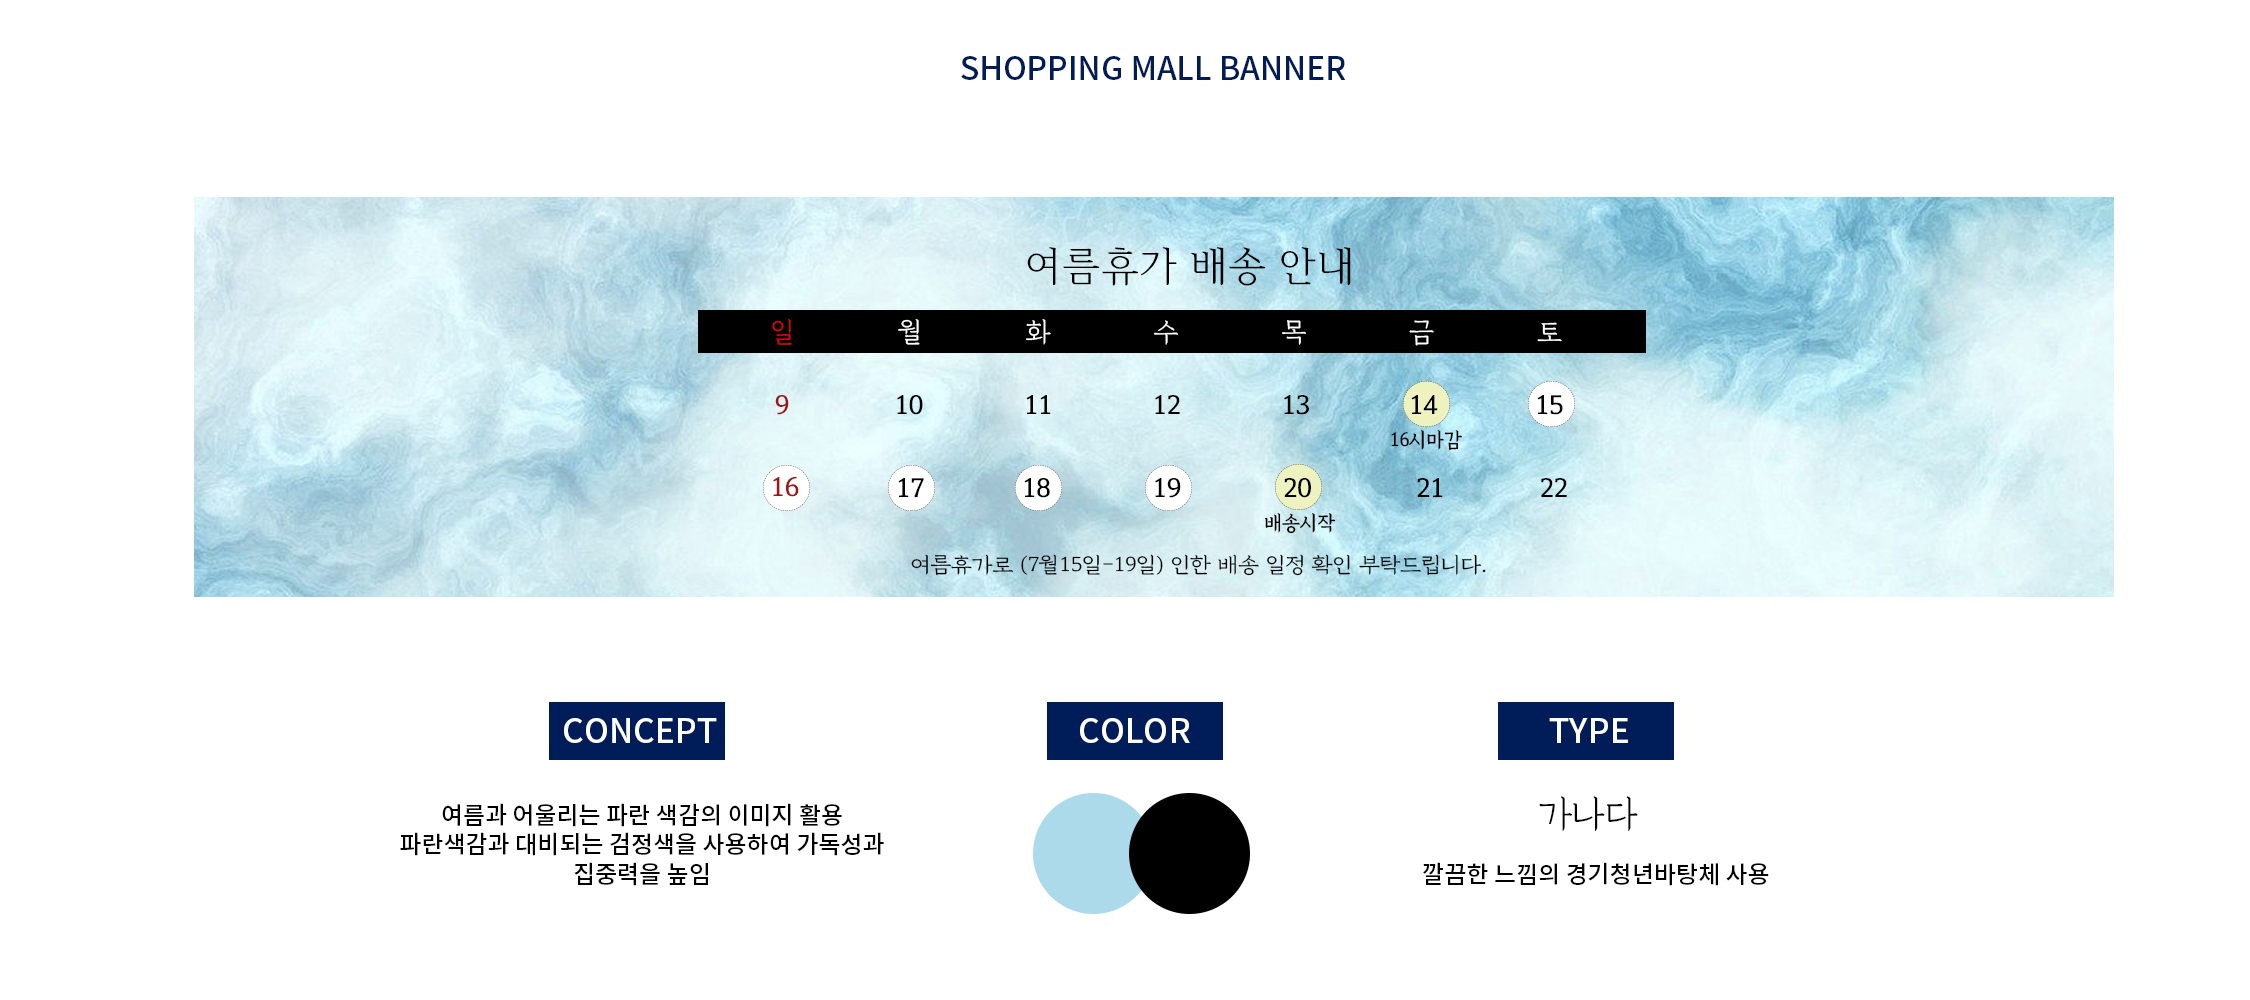 SHOPPING MALL BANNER
여름휴가 배송 안내
일 월 화 수 목 금 토
9 10 11 12 13 14 15
16시마감
16 17 18 19 20 21 22
배송시작
여름휴가로 (7월15일-19일) 인한 배송 일정 확인 부탁드립니다.
CONCEPT
여름과 어울리는 파란 색감의 이미지 활용
파란색감과 대비되는 검정색을 사용하여 가독성과
집중력을 높임
COLOR
TYPE
가나다
깔끔한 느낌의 경기청년바탕체 사용